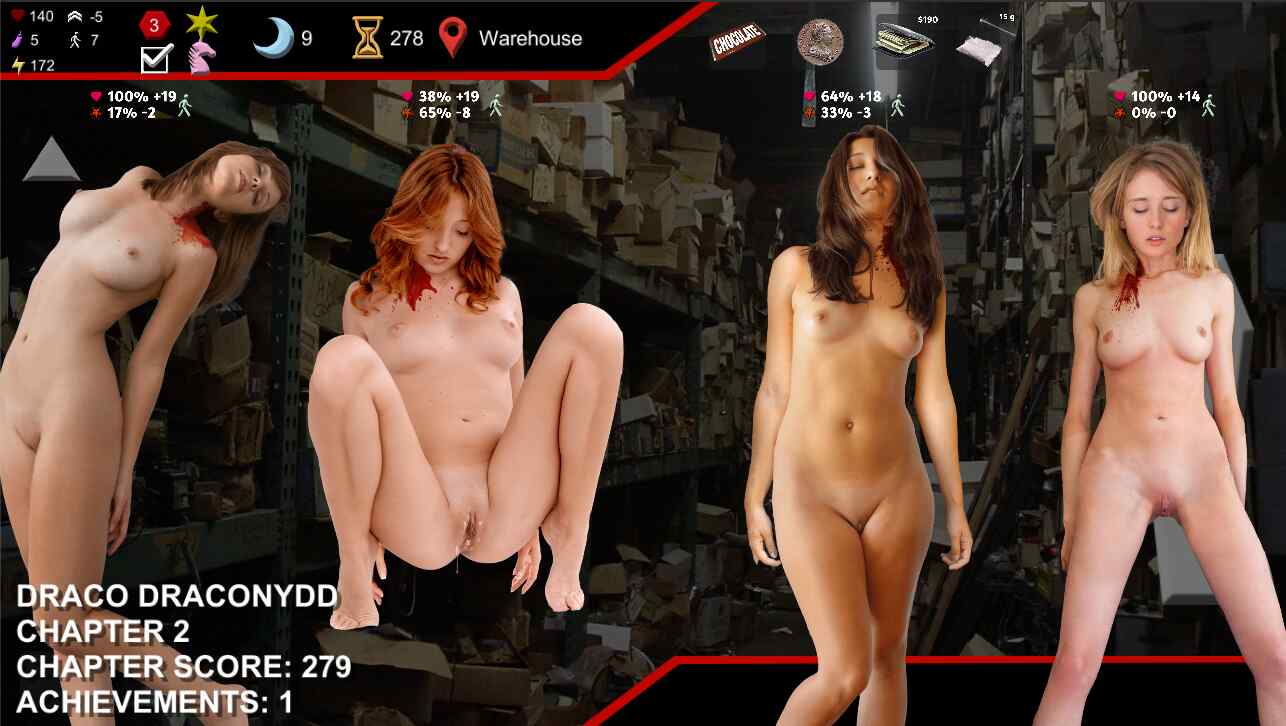 140 -5
5 7
172
3
9
278
Warehouse
CHOCOLATE
$190
15 g
100% +19
17% -2
38% +19
65% -8
64% +18
33% -3
100% +14
0% -0
DRACO DRACONYDD
CHAPTER 2
CHAPTER SCORE: 279
ACHIEVEMENTS: 1